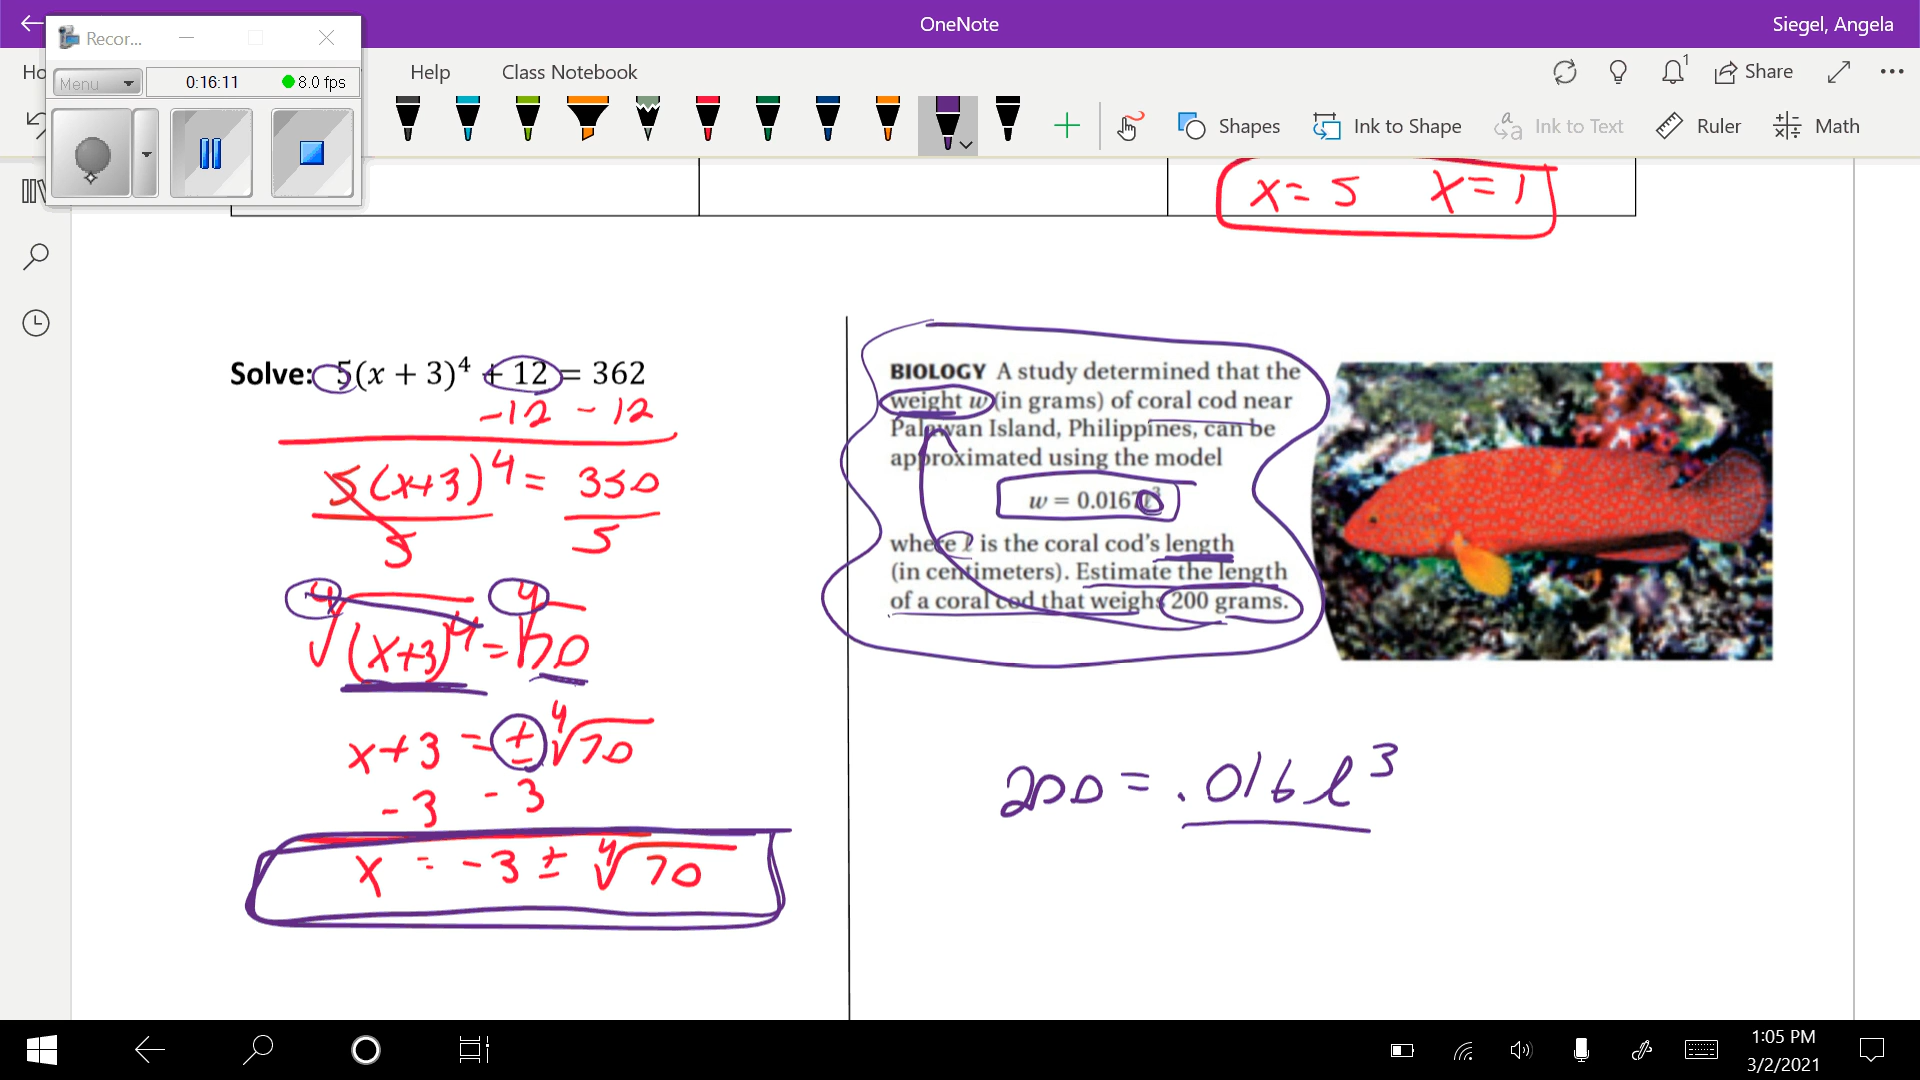 OneNote
Siegel, Angela
Recor...
Menu
0:16:11
8.0 fps
Help
Class Notebook
1
Share
Shapes
Ink to Shape
Ink to Text
Ruler
Math
x = 5 x = 1
Solve: 5(x + 3)⁴ + 12 = 362
-12 -12
5(x+3)⁴ = 350
5 5
⁴√(x+3)⁴ = ⁴√70
x+3 = ± ⁴√70
-3 -3
x = -3 ± ⁴√70
BIOLOGY A study determined that the
weight w (in grams) of coral cod near
Palawan Island, Philippines, can be
approximated using the model
w = 0.0167ℓ³
where ℓ is the coral cod's length
(in centimeters). Estimate the length
of a coral cod that weighs 200 grams.
200 = .016 ℓ³
1:05 PM
3/2/2021